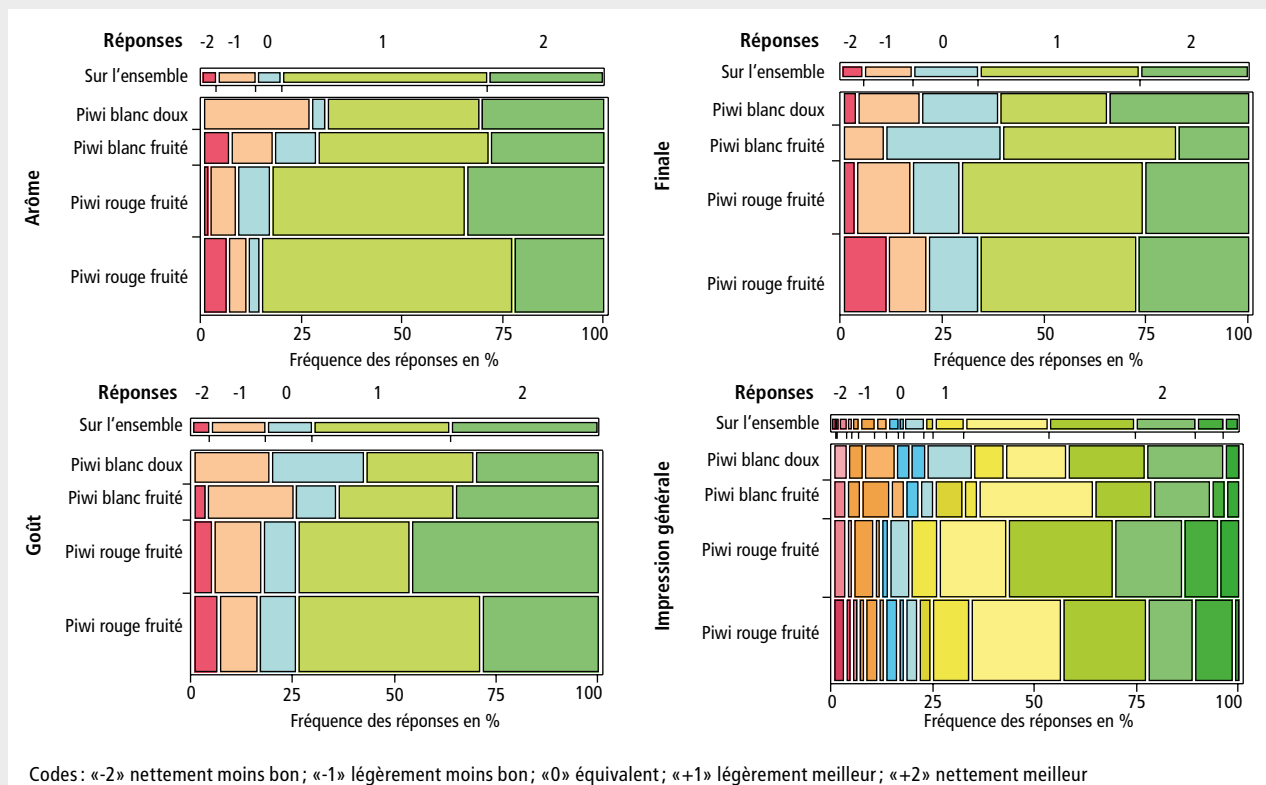 Réponses -2 -1 0 1 2
Sur l'ensemble
Piwi blanc doux
Piwi blanc fruité
Piwi rouge fruité
Piwi rouge fruité
Arôme
0 25 50 75 100
Fréquence des réponses en %
Réponses -2 -1 0 1 2
Sur l'ensemble
Piwi blanc doux
Piwi blanc fruité
Piwi rouge fruité
Piwi rouge fruité
Finale
0 25 50 75 100
Fréquence des réponses en %
Réponses -2 -1 0 1 2
Sur l'ensemble
Piwi blanc doux
Piwi blanc fruité
Piwi rouge fruité
Piwi rouge fruité
Goût
0 25 50 75 100
Fréquence des réponses en %
Réponses -2 -1 0 1 2
Sur l'ensemble
Piwi blanc doux
Piwi blanc fruité
Piwi rouge fruité
Piwi rouge fruité
Impression générale
0 25 50 75 100
Fréquence des réponses en %
Codes : «-2» nettement moins bon ; «-1» légèrement moins bon ; «0» équivalent ; «+1» légèrement meilleur ; «+2» nettement meilleur